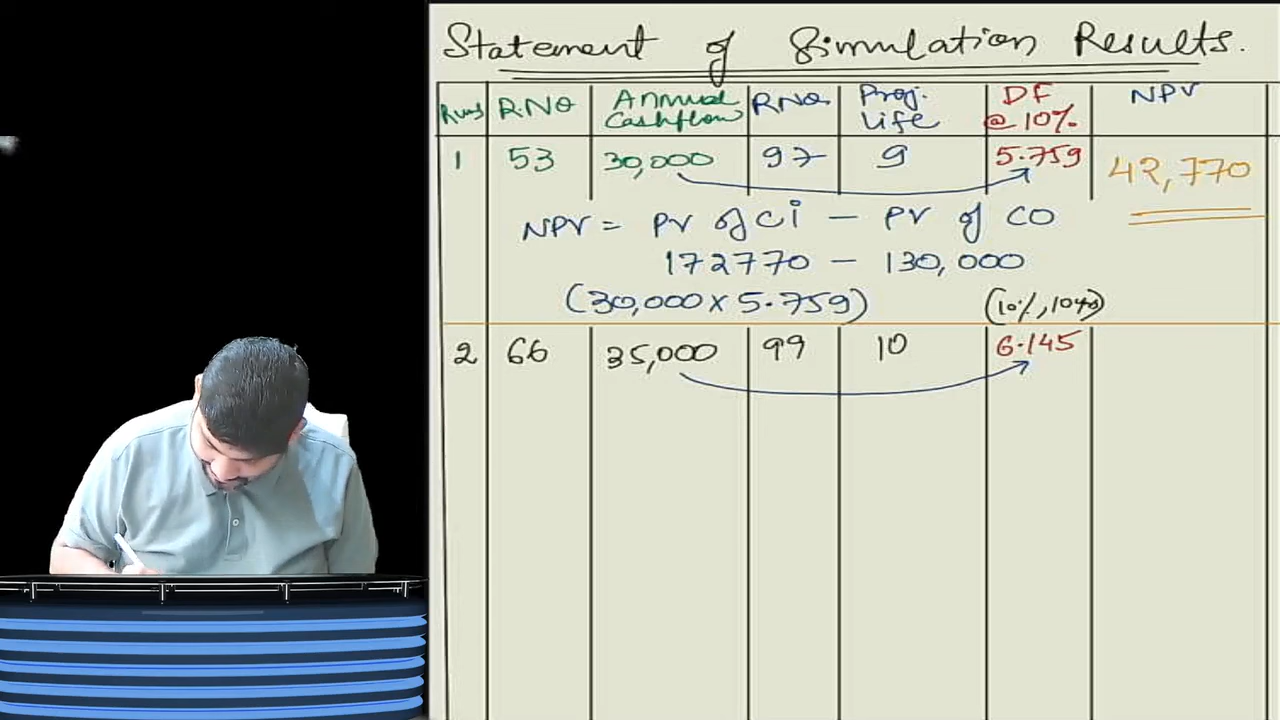 Statement of Simulation Results.
Runs R.NO Annual Cashflow R.NO. Proj. Life DF @ 10% NPV
1 53 30,000 97 9 5.759 42,770
NPV = PV of CI - PV of CO
172770 - 130,000
(30,000 x 5.759) (10%, 10yrs)
2 66 35,000 99 10 6.145